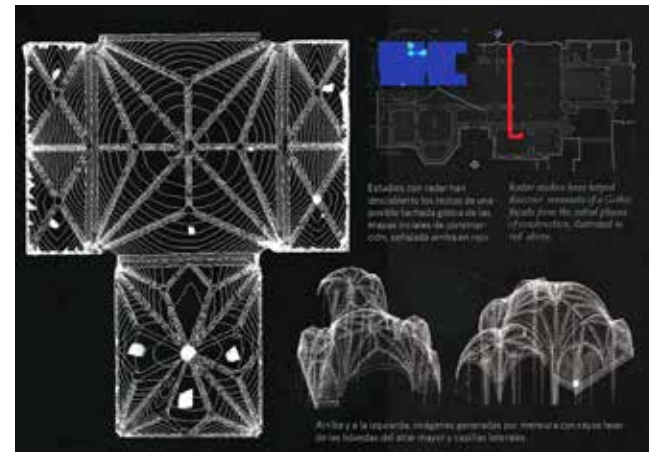 Estudios con radar han
descubierto los restos de una
posible fachada gótica de las
etapas iniciales de construc-
ción, señalada arriba en rojo
Radar studies have helped
discover remnants of a Gothic
façade from the initial phases
of construction, illustrated in
red above.
Arriba y a la izquierda, imágenes generadas por mensura con rayos laser
de las bóvedas del altar mayor y capillas laterales.